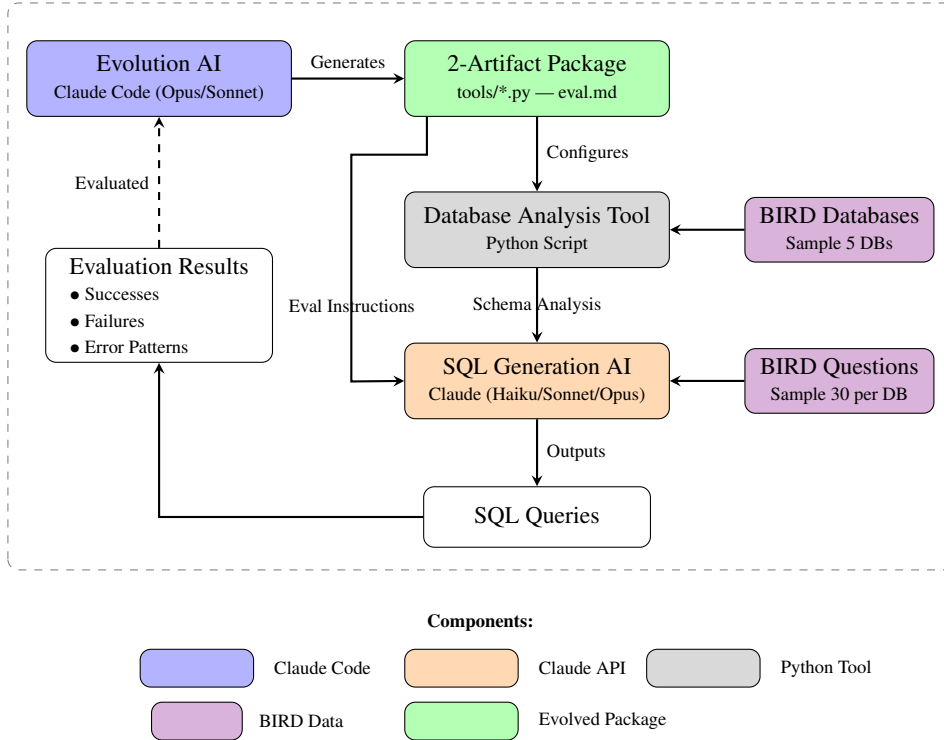 Evolution AI
Claude Code (Opus/Sonnet)
Generates
2-Artifact Package
tools/*.py — eval.md
Configures
Evaluated
Database Analysis Tool
Python Script
BIRD Databases
Sample 5 DBs
Evaluation Results
● Successes
● Failures
● Error Patterns
Eval Instructions
Schema Analysis
SQL Generation AI
Claude (Haiku/Sonnet/Opus)
BIRD Questions
Sample 30 per DB
Outputs
SQL Queries
Components:
Claude Code
Claude API
Python Tool
BIRD Data
Evolved Package